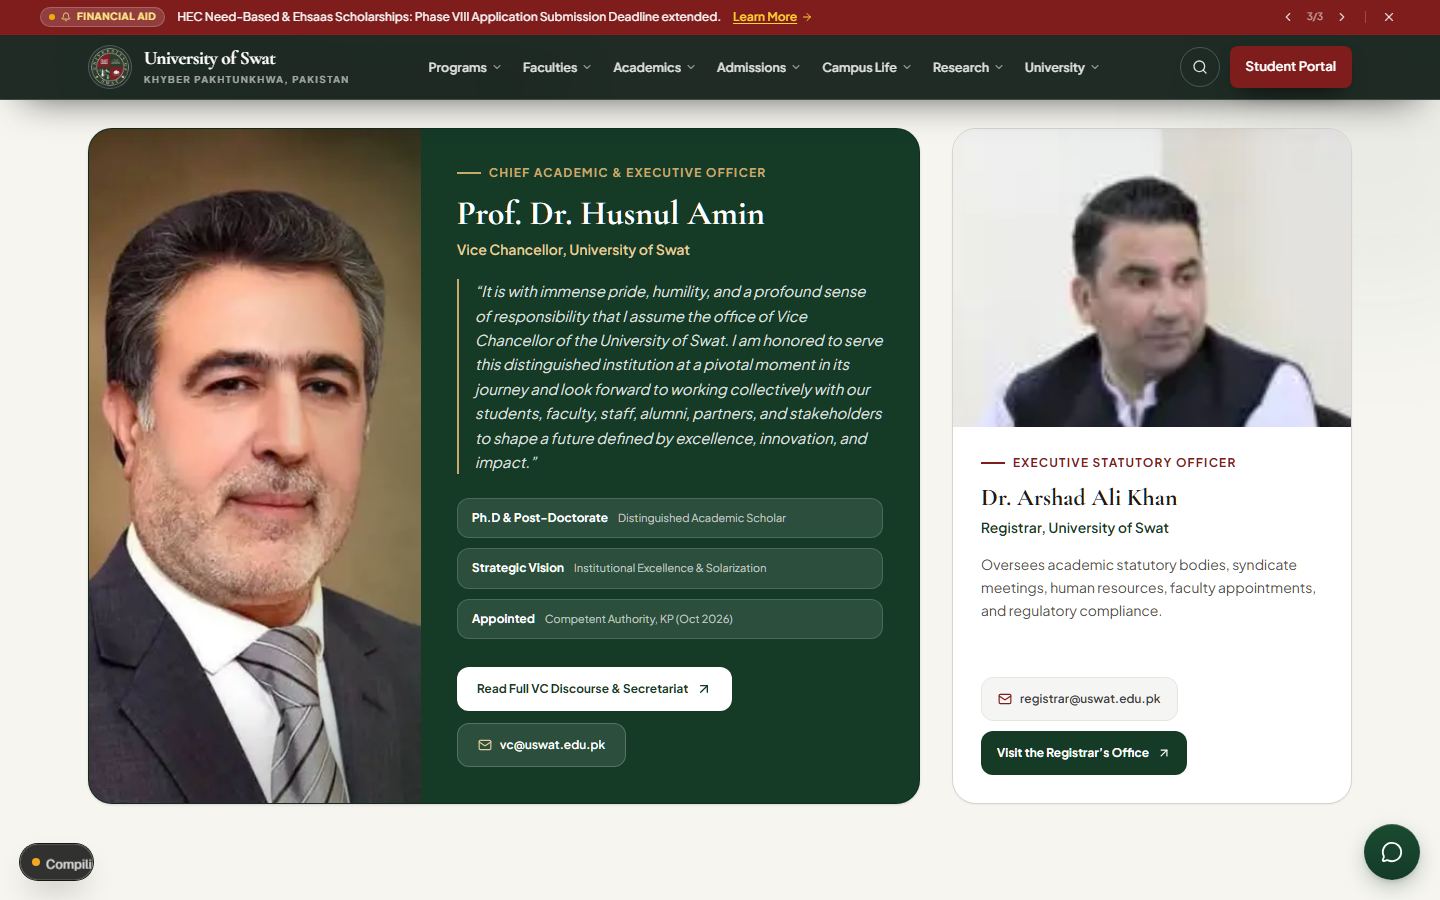 FINANCIAL AID
HEC Need-Based & Ehsaas Scholarships: Phase VIII Application Submission Deadline extended. Learn More →
3/3
University of Swat
KHYBER PAKHTUNKHWA, PAKISTAN
Programs
Faculties
Academics
Admissions
Campus Life
Research
University
Student Portal
CHIEF ACADEMIC & EXECUTIVE OFFICER
Prof. Dr. Husnul Amin
Vice Chancellor, University of Swat
“It is with immense pride, humility, and a profound sense
of responsibility that I assume the office of Vice
Chancellor of the University of Swat. I am honored to serve
this distinguished institution at a pivotal moment in its
journey and look forward to working collectively with our
students, faculty, staff, alumni, partners, and stakeholders
to shape a future defined by excellence, innovation, and
impact.”
Ph.D & Post-Doctorate Distinguished Academic Scholar
Strategic Vision Institutional Excellence & Solarization
Appointed Competent Authority, KP (Oct 2026)
Read Full VC Discourse & Secretariat
vc@uswat.edu.pk
EXECUTIVE STATUTORY OFFICER
Dr. Arshad Ali Khan
Registrar, University of Swat
Oversees academic statutory bodies, syndicate
meetings, human resources, faculty appointments,
and regulatory compliance.
registrar@uswat.edu.pk
Visit the Registrar's Office